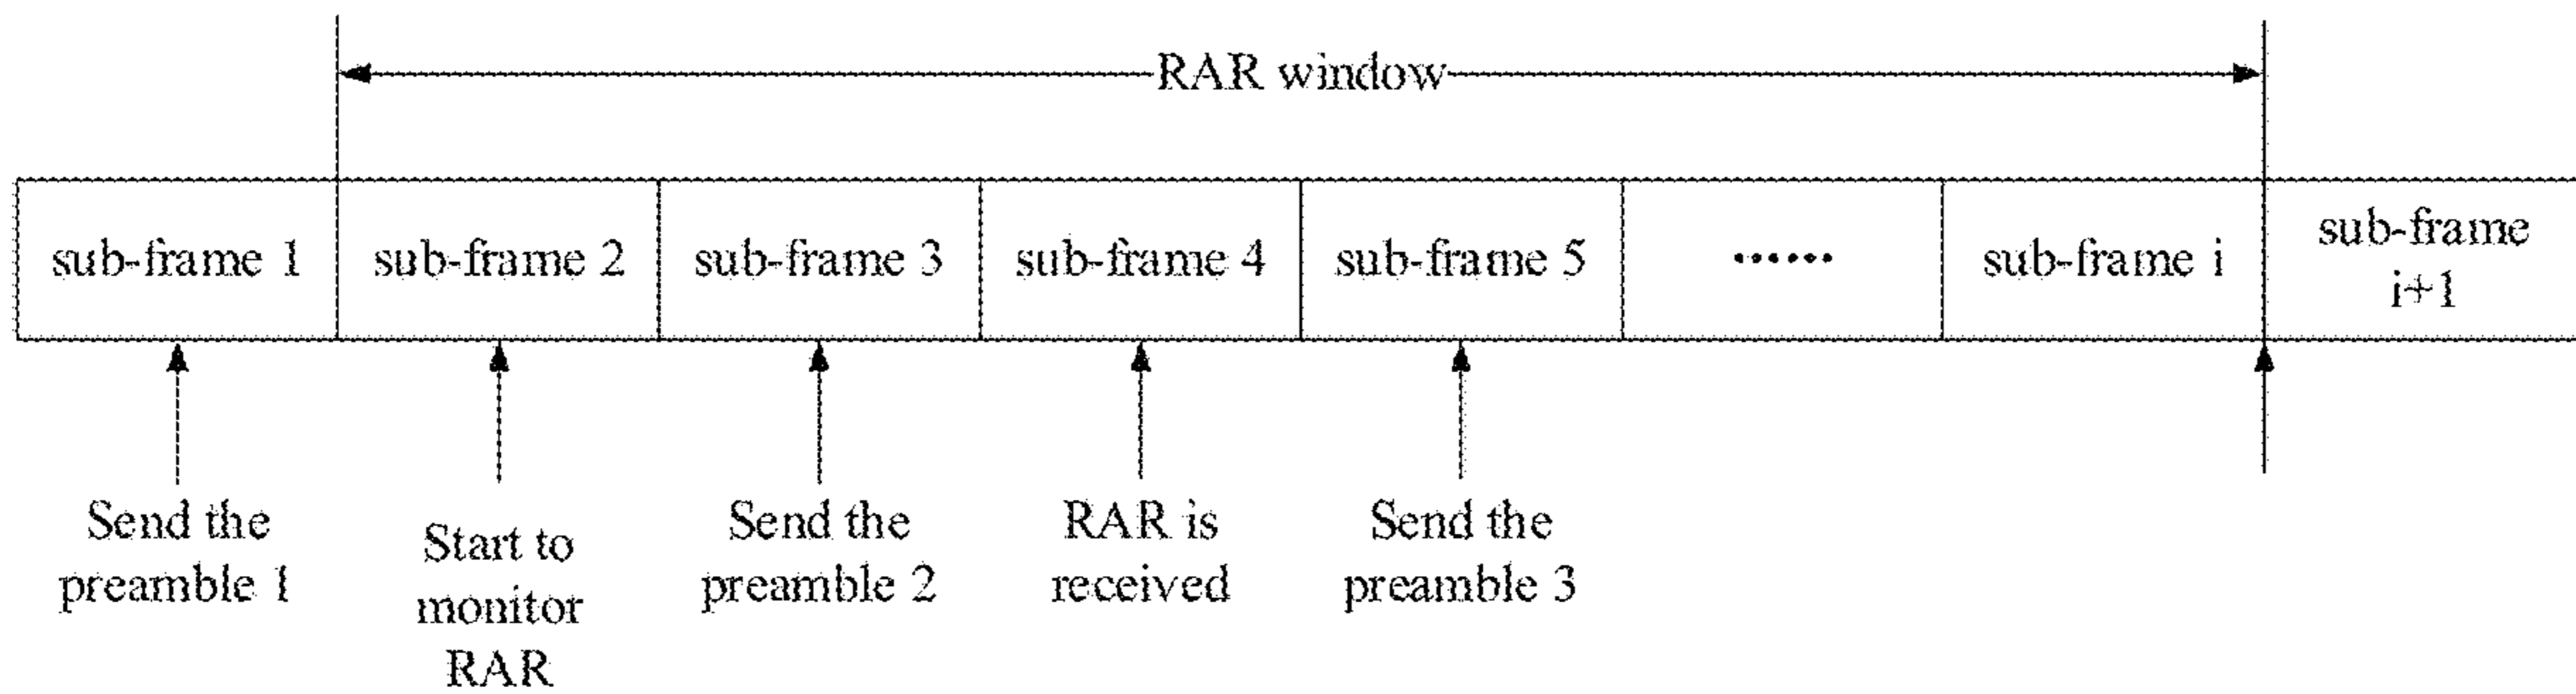 RAR window
sub-frame 1
sub-frame 2
sub-frame 3
sub-frame 4
sub-frame 5
......
sub-frame i
sub-frame
i+1
Send the
preamble 1
Start to
monitor
RAR
Send the
preamble 2
RAR is
received
Send the
preamble 3